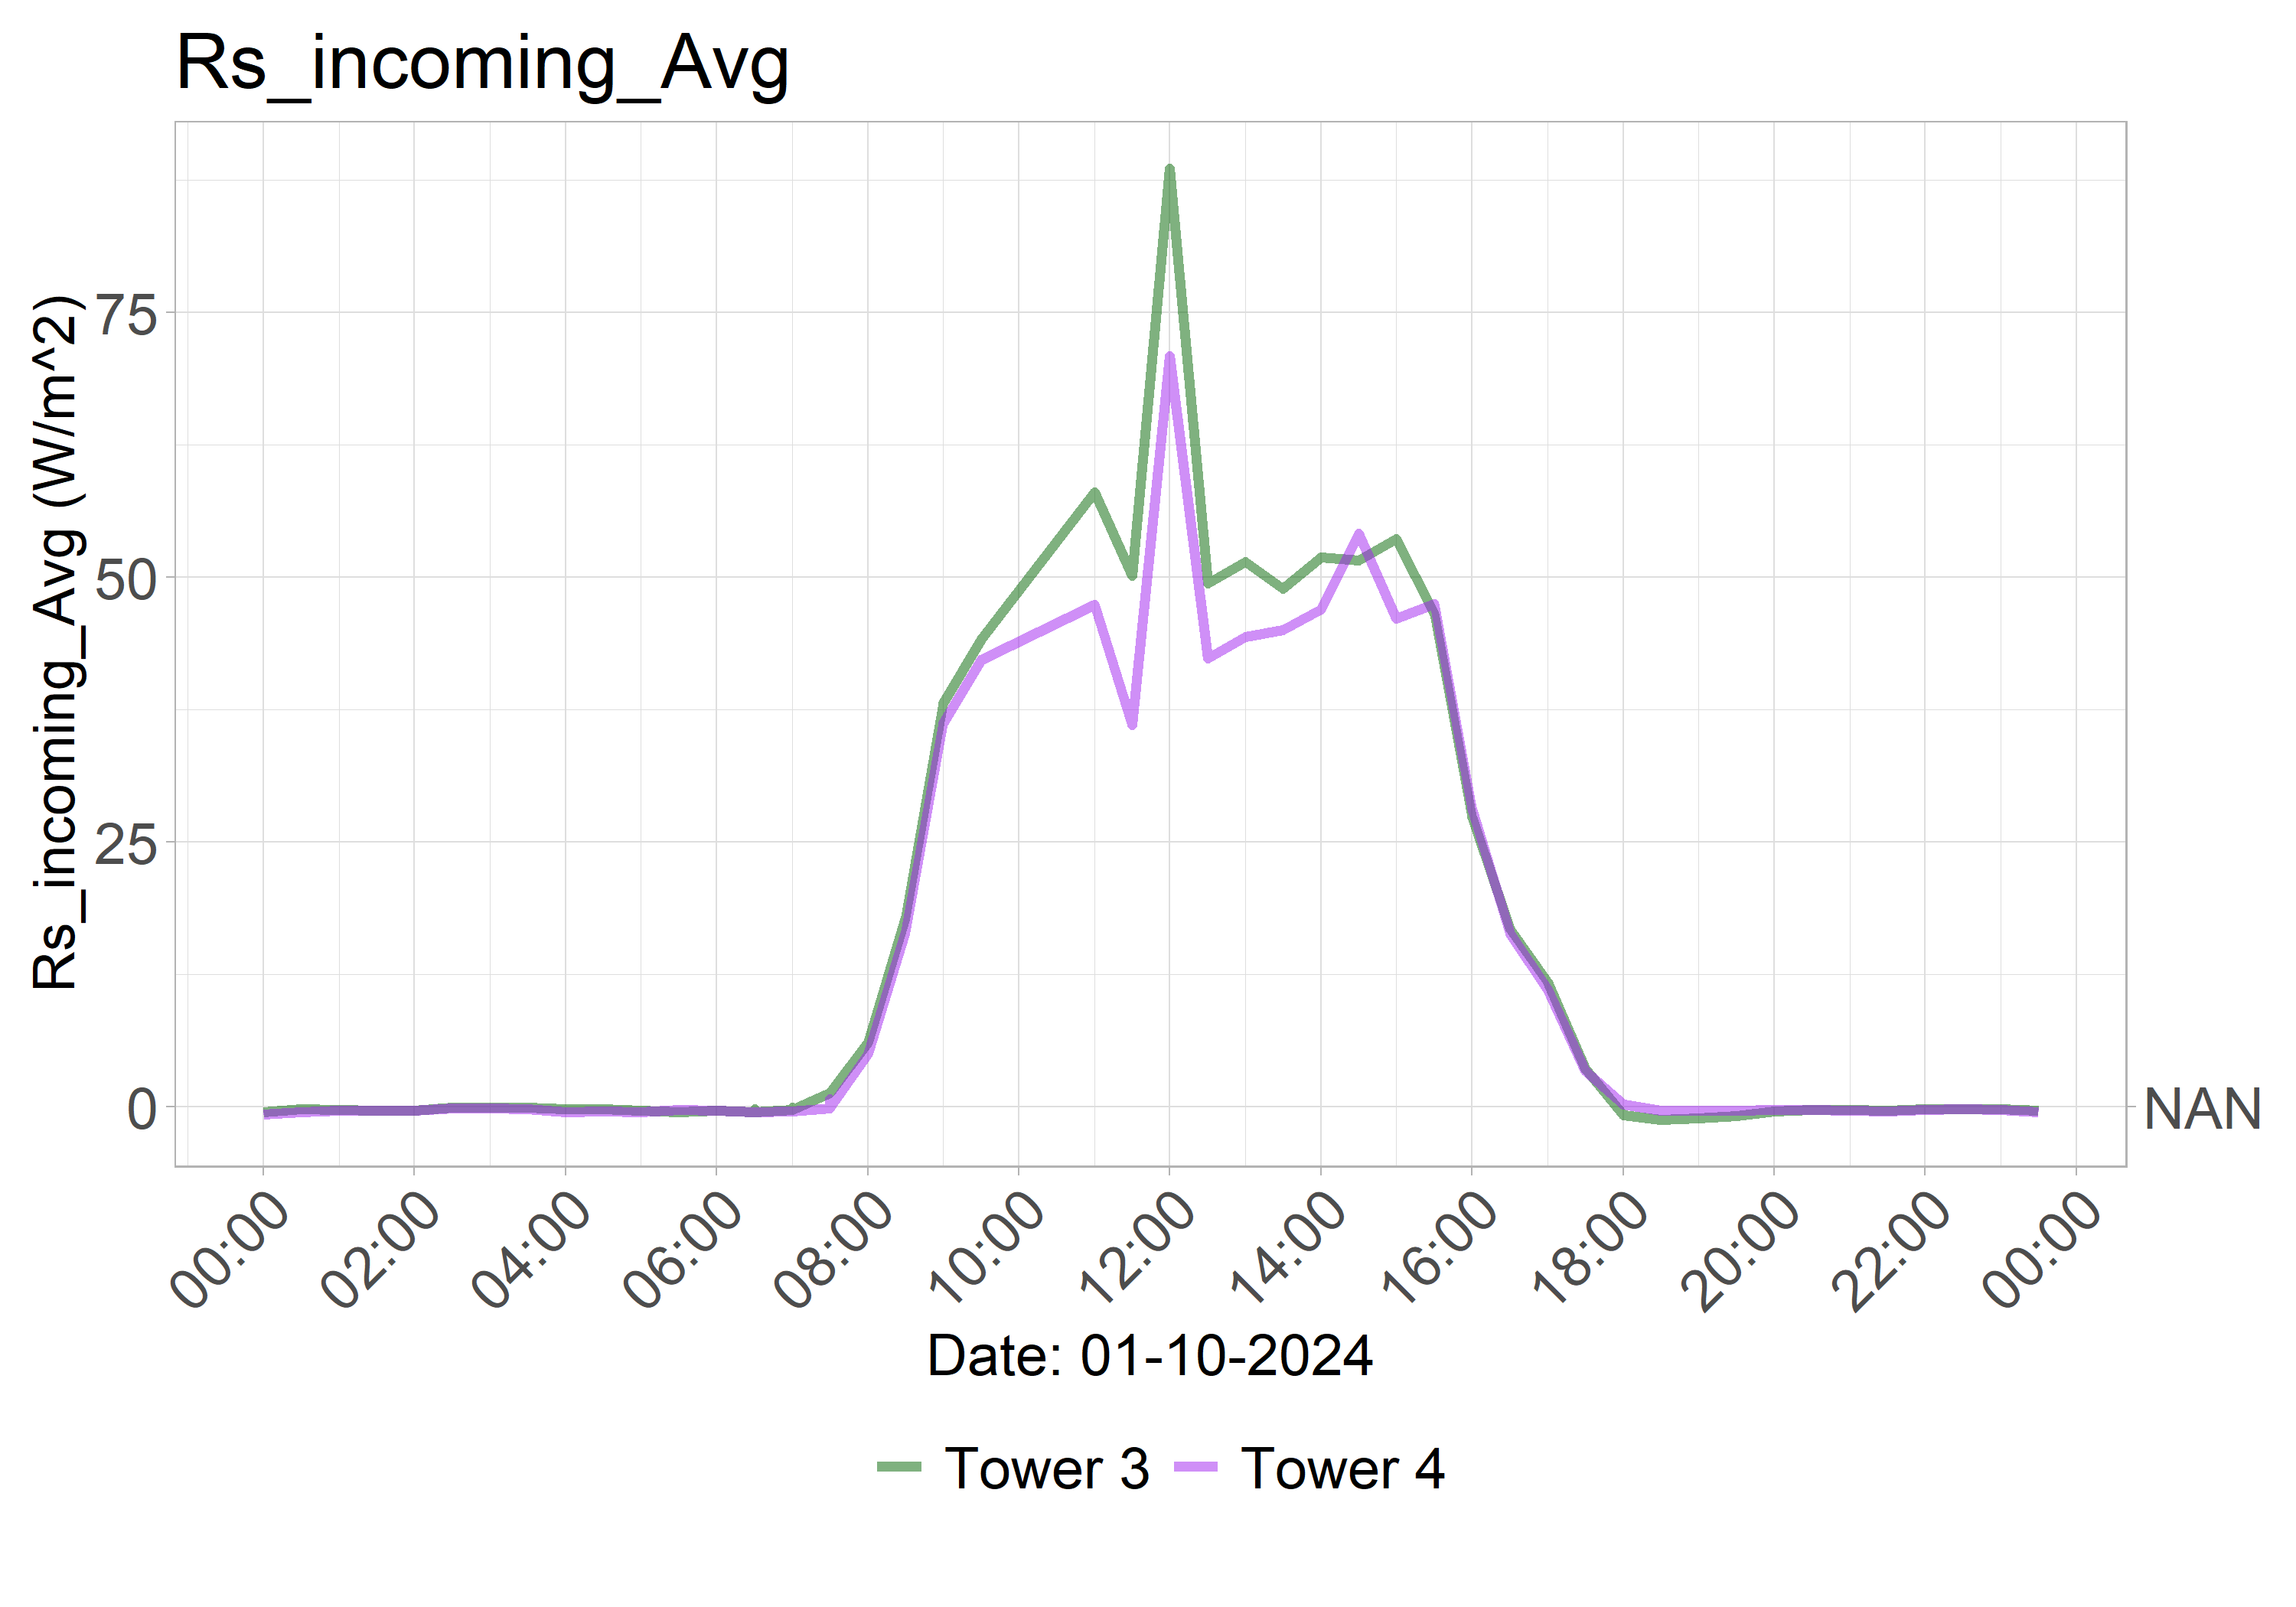 Rs_incoming_Avg
Rs_incoming_Avg (W/m^2)
75
50
25
0
NAN
00:00 02:00 04:00 06:00 08:00 10:00 12:00 14:00 16:00 18:00 20:00 22:00 00:00
Date: 01-10-2024
Tower 3 Tower 4